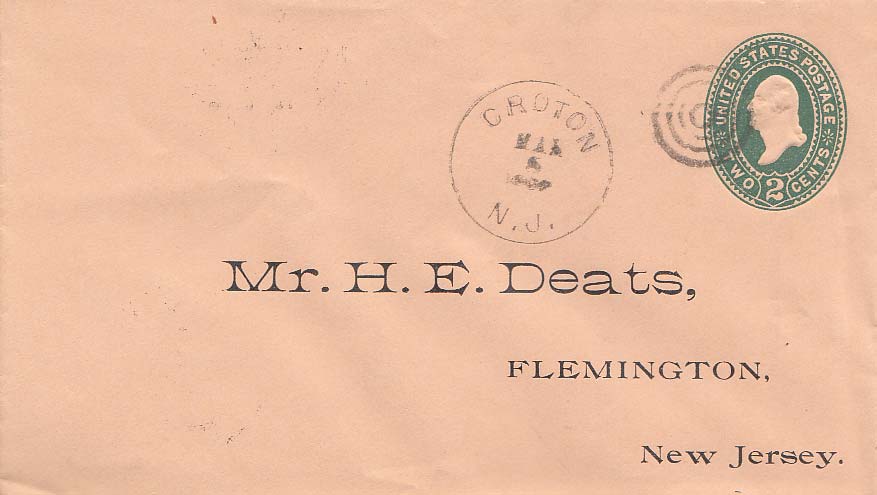 UNITED STATES POSTAGE
TWO 2 CENTS
CROTON
N.J.
Mr. H. E. Deats,
FLEMINGTON,
New Jersey.